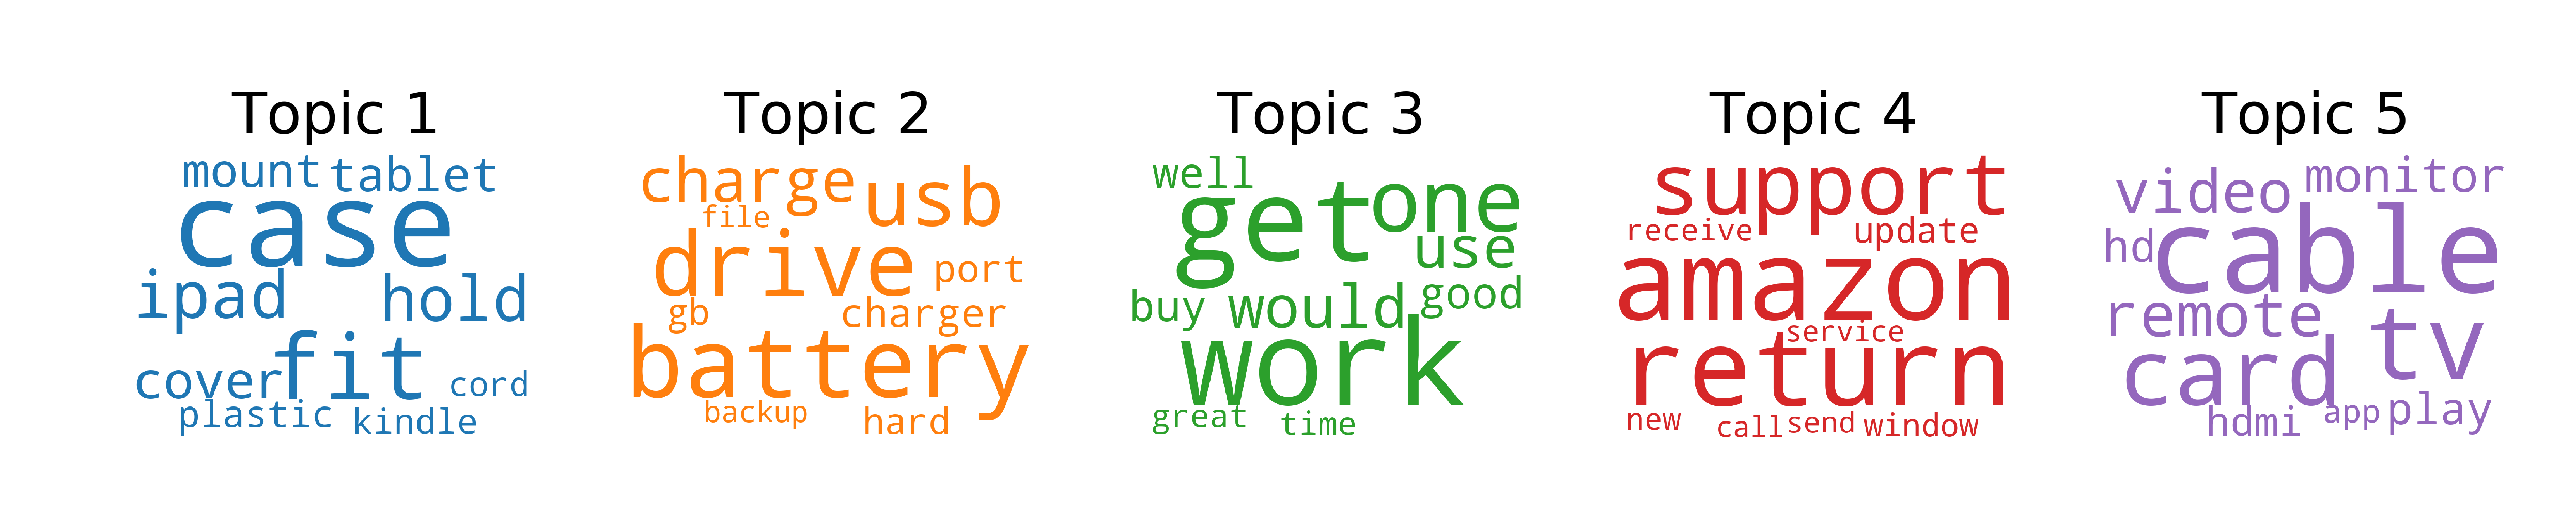 Topic 1
mount tablet
case
ipad hold
cover fit cord
plastic kindle
Topic 2
charge usb
file
drive port
gb charger
battery
backup hard
Topic 3
well
get one
use
buy would good
work
great time
Topic 4
support
receive update
amazon
service
return
new call send window
Topic 5
video monitor
hd cable
remote tv
card
hdmi app play